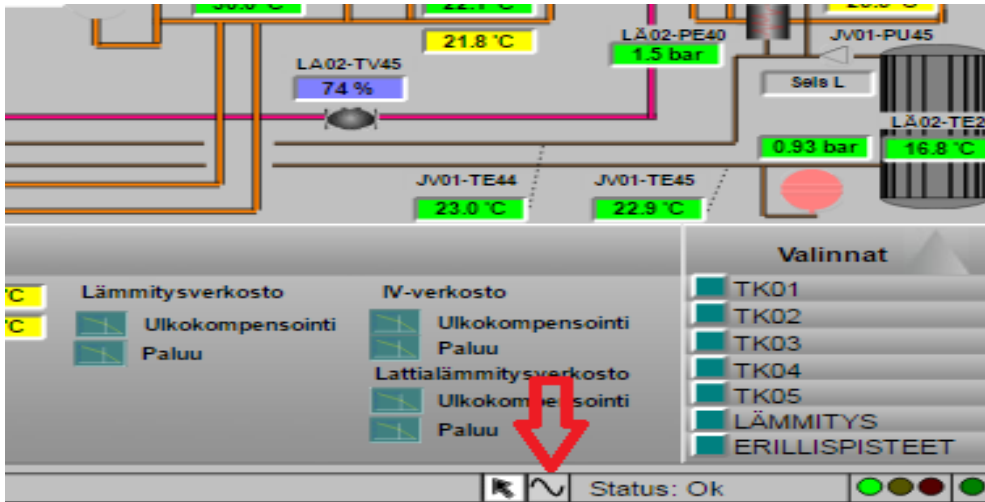 21.8 °C
LÄ02-PE40
JV01-PU45
1.5 bar
LA02-TV45
74 %
Seis L
LÄ02-TE2
0.93 bar
16.8 °C
JV01-TE44
JV01-TE45
23.0 °C
22.9 °C
Valinnat
°C
Lämmitysverkosto
IV-verkosto
TK01
°C
Ulkokompensointi
Ulkokompensointi
TK02
Paluu
Paluu
TK03
Lattialämmitysverkosto
TK04
Ulkokompensointi
TK05
Paluu
LÄMMITYS
ERILLISPISTEET
Status: Ok